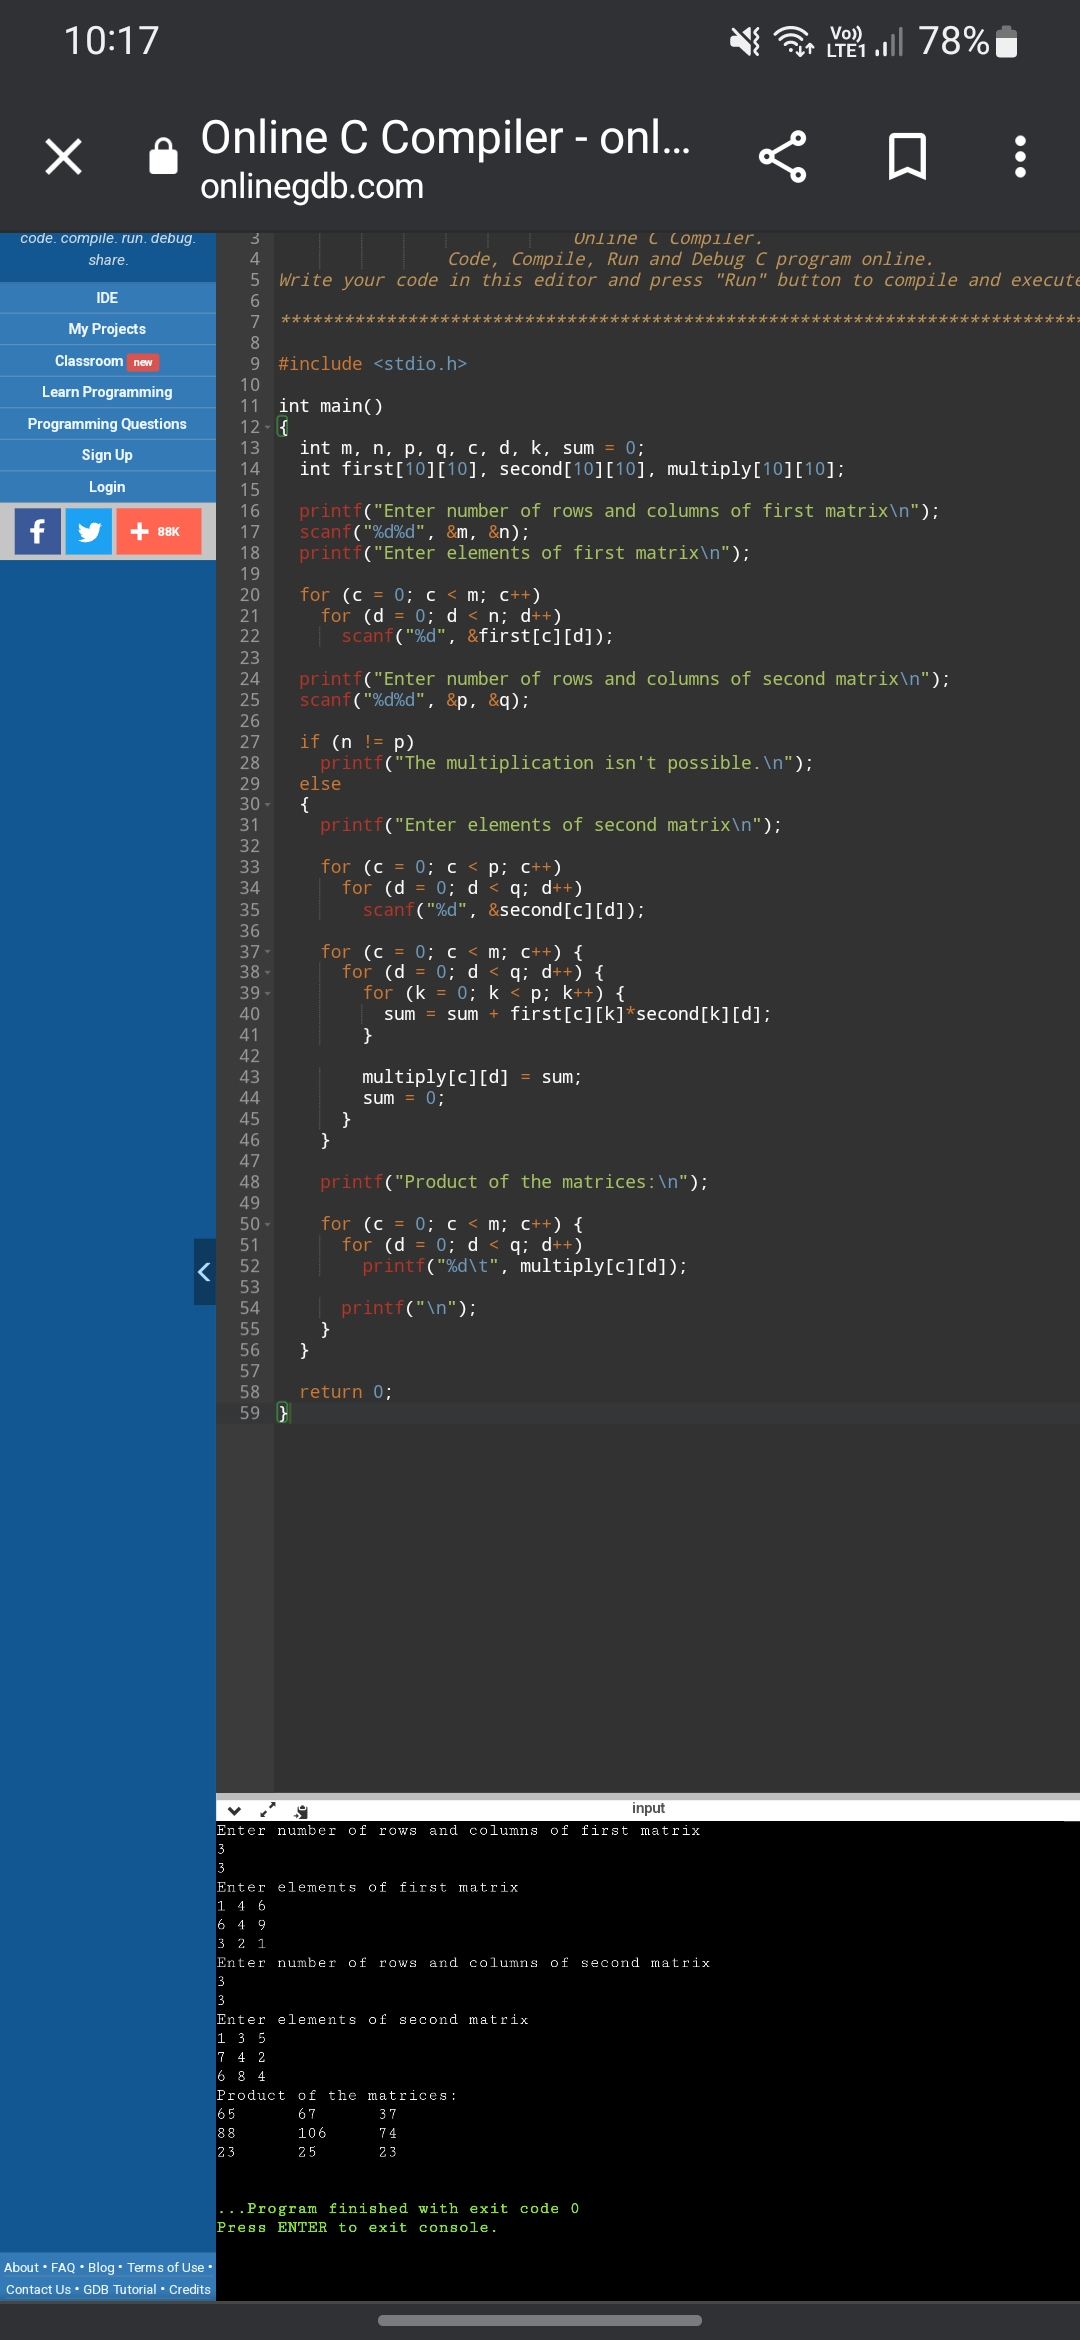 10:17
Vo)) LTE1 78%
Online C Compiler - onl...
onlinegdb.com
code. compile. run. debug.
share.
IDE
My Projects
Classroom new
Learn Programming
Programming Questions
Sign Up
Login
88K
3 Online C Compiler.
4 Code, Compile, Run and Debug C program online.
5 Write your code in this editor and press "Run" button to compile and execute
6
7 ****************************************************************************
8
9 #include <stdio.h>
10
11 int main()
12 {
13 int m, n, p, q, c, d, k, sum = 0;
14 int first[10][10], second[10][10], multiply[10][10];
15
16 printf("Enter number of rows and columns of first matrix\n");
17 scanf("%d%d", &m, &n);
18 printf("Enter elements of first matrix\n");
19
20 for (c = 0; c < m; c++)
21 for (d = 0; d < n; d++)
22 scanf("%d", &first[c][d]);
23
24 printf("Enter number of rows and columns of second matrix\n");
25 scanf("%d%d", &p, &q);
26
27 if (n != p)
28 printf("The multiplication isn't possible.\n");
29 else
30 {
31 printf("Enter elements of second matrix\n");
32
33 for (c = 0; c < p; c++)
34 for (d = 0; d < q; d++)
35 scanf("%d", &second[c][d]);
36
37 for (c = 0; c < m; c++) {
38 for (d = 0; d < q; d++) {
39 for (k = 0; k < p; k++) {
40 sum = sum + first[c][k]*second[k][d];
41 }
42
43 multiply[c][d] = sum;
44 sum = 0;
45 }
46 }
47
48 printf("Product of the matrices:\n");
49
50 for (c = 0; c < m; c++) {
51 for (d = 0; d < q; d++)
52 printf("%d\t", multiply[c][d]);
53
54 printf("\n");
55 }
56 }
57
58 return 0;
59 }
input
Enter number of rows and columns of first matrix
3
3
Enter elements of first matrix
1 4 6
6 4 9
3 2 1
Enter number of rows and columns of second matrix
3
3
Enter elements of second matrix
1 3 5
7 4 2
6 8 4
Product of the matrices:
65 67 37
88 106 74
23 25 23
...Program finished with exit code 0
Press ENTER to exit console.
About • FAQ • Blog • Terms of Use •
Contact Us • GDB Tutorial • Credits